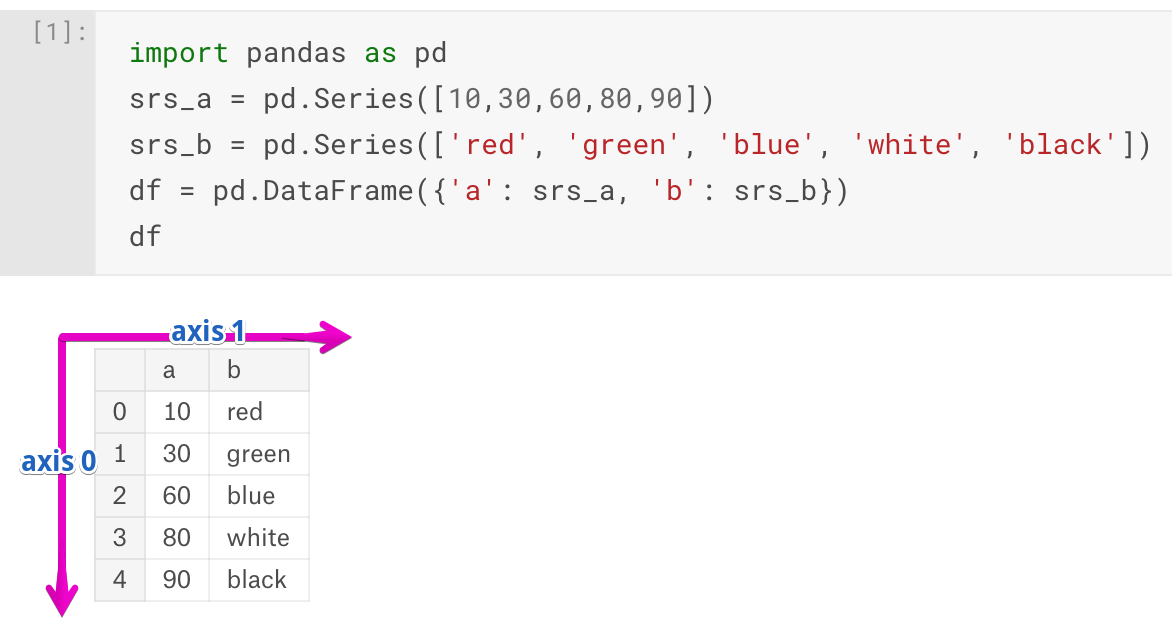 [1]:
import pandas as pd
srs_a = pd.Series([10,30,60,80,90])
srs_b = pd.Series(['red', 'green', 'blue', 'white', 'black'])
df = pd.DataFrame({'a': srs_a, 'b': srs_b})
df
axis 1
a b
0 10 red
axis 0
1 30 green
2 60 blue
3 80 white
4 90 black